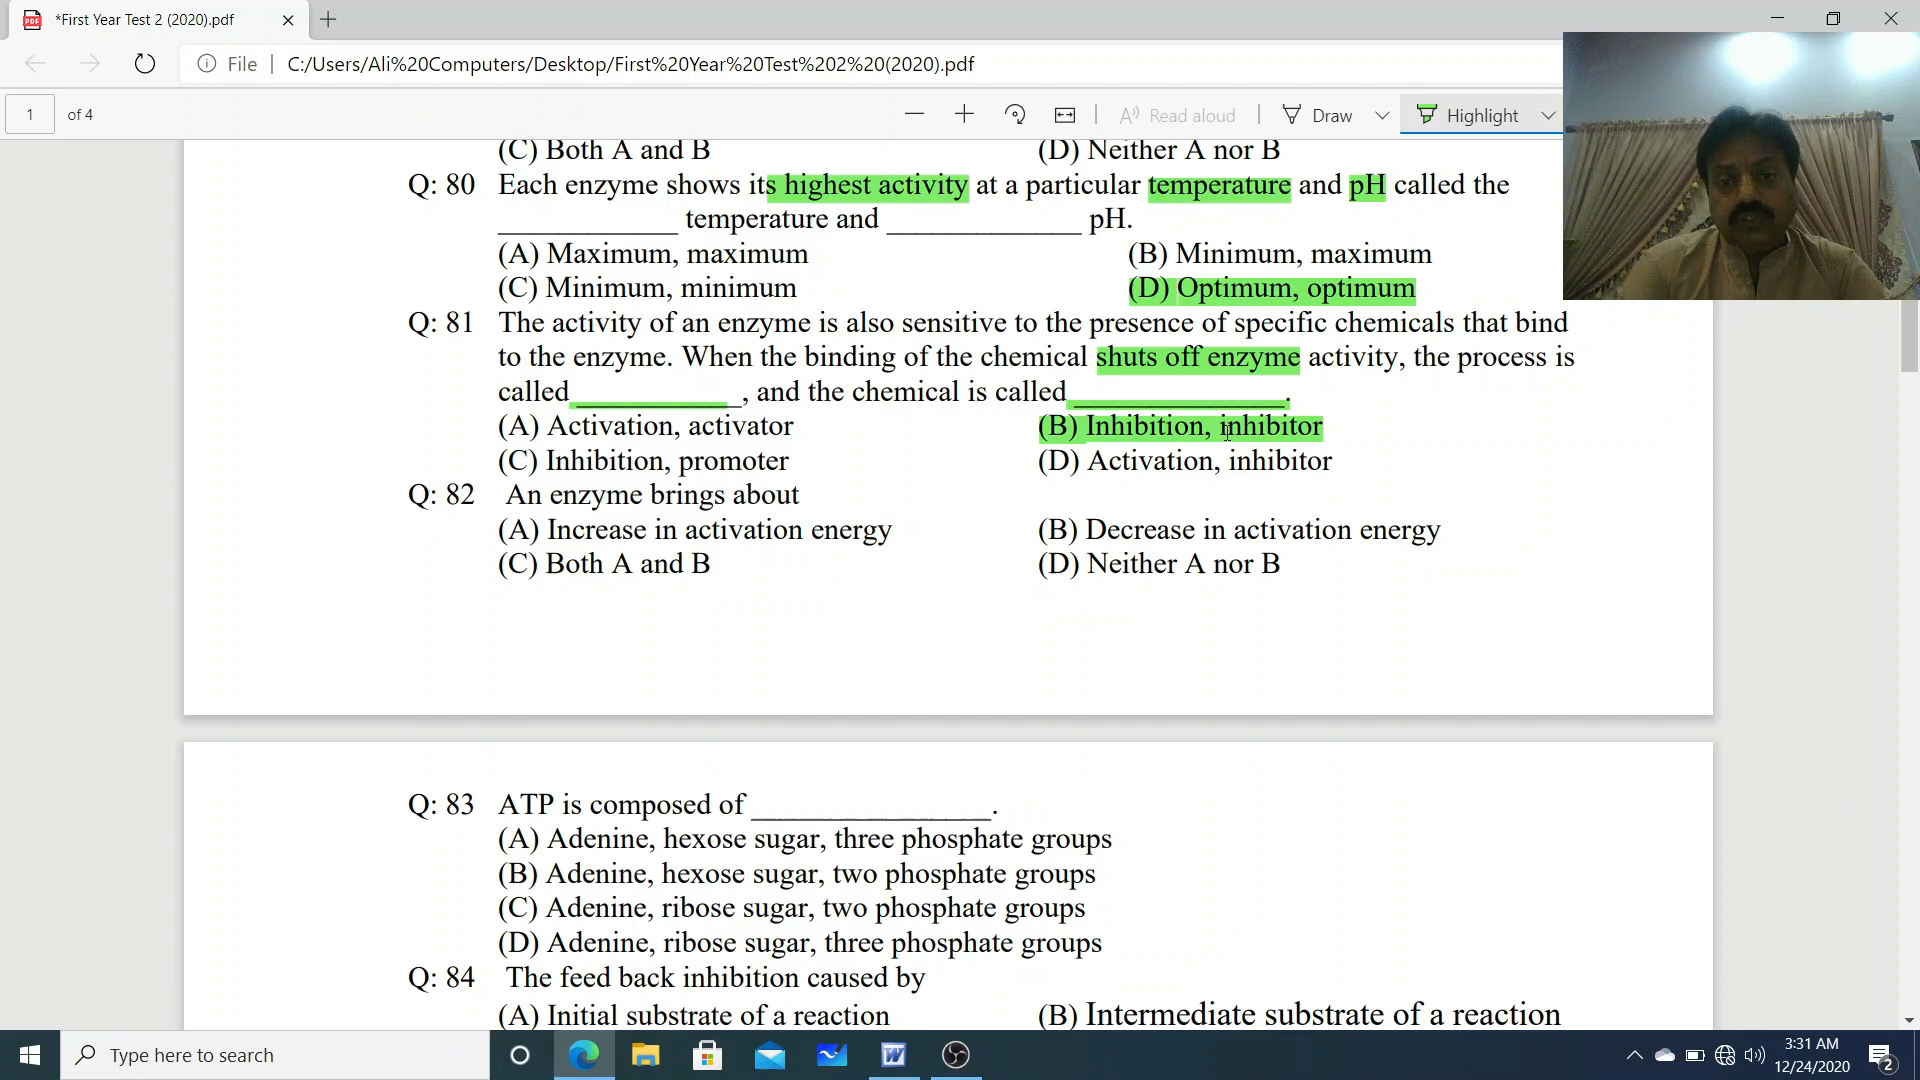 *First Year Test 2 (2020).pdf
File
C:/Users/Ali%20Computers/Desktop/First%20Year%20Test%202%20(2020).pdf
1 of 4
Read aloud
Draw
Highlight
(C) Both A and B (D) Neither A nor B
Q: 80 Each enzyme shows its highest activity at a particular temperature and pH called the
____________ temperature and _____________ pH.
(A) Maximum, maximum (B) Minimum, maximum
(C) Minimum, minimum (D) Optimum, optimum
Q: 81 The activity of an enzyme is also sensitive to the presence of specific chemicals that bind
to the enzyme. When the binding of the chemical shuts off enzyme activity, the process is
called ___________, and the chemical is called ______________.
(A) Activation, activator (B) Inhibition, inhibitor
(C) Inhibition, promoter (D) Activation, inhibitor
Q: 82 An enzyme brings about
(A) Increase in activation energy (B) Decrease in activation energy
(C) Both A and B (D) Neither A nor B
Q: 83 ATP is composed of ________________.
(A) Adenine, hexose sugar, three phosphate groups
(B) Adenine, hexose sugar, two phosphate groups
(C) Adenine, ribose sugar, two phosphate groups
(D) Adenine, ribose sugar, three phosphate groups
Q: 84 The feed back inhibition caused by
(A) Initial substrate of a reaction (B) Intermediate substrate of a reaction
Type here to search
3:31 AM
12/24/2020
2